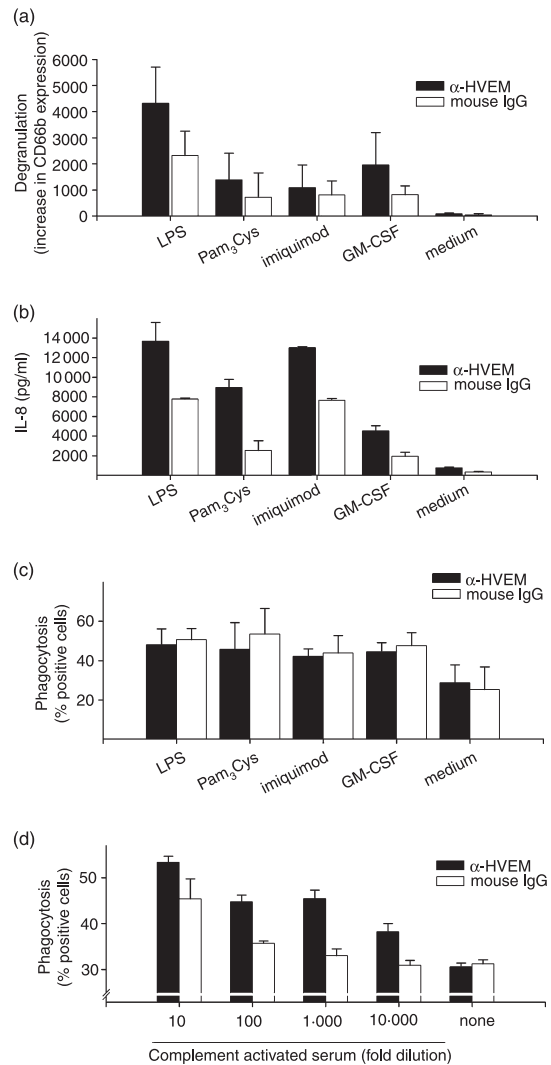 (a)
Degranulation
(increase in CD66b expression)
6000
5000
4000
3000
2000
1000
0
α-HVEM
mouse IgG
LPS
Pam₃Cys
imiquimod
GM-CSF
medium
(b)
IL-8 (pg/ml)
14 000
12 000
10 000
8000
6000
4000
2000
α-HVEM
mouse IgG
LPS
Pam₃Cys
imiquimod
GM-CSF
medium
(c)
Phagocytosis
(% positive cells)
60
40
20
α-HVEM
mouse IgG
LPS
Pam₃Cys
imiquimod
GM-CSF
medium
(d)
Phagocytosis
(% positive cells)
50
40
30
α-HVEM
mouse IgG
10
100
1·000
10·000
none
Complement activated serum (fold dilution)